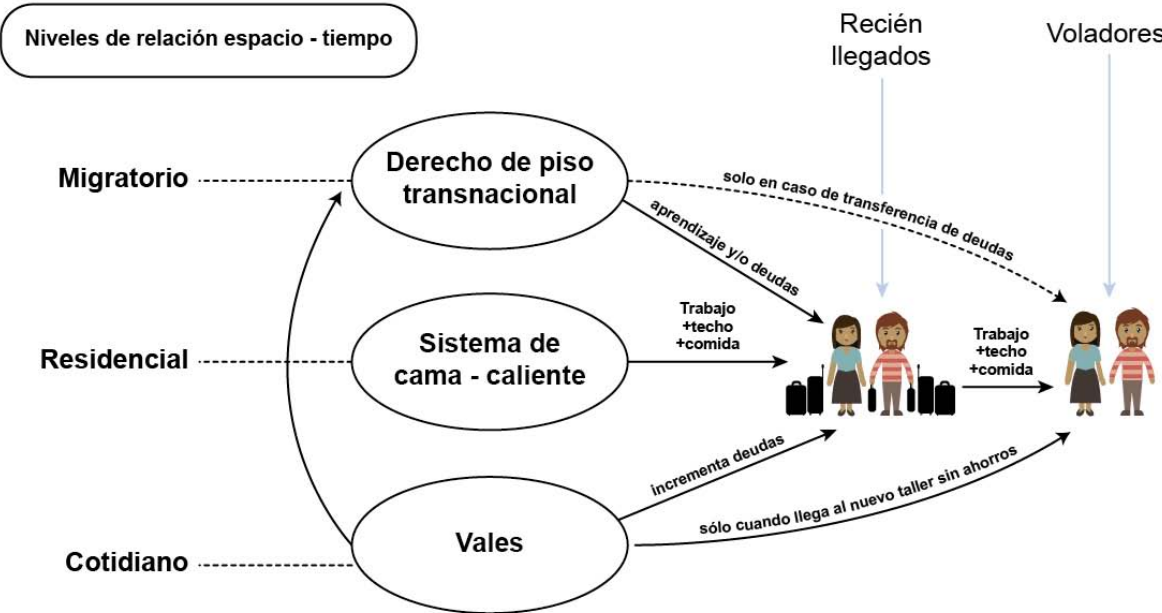 Niveles de relación espacio - tiempo
Recién
llegados
Voladores
Migratorio
Derecho de piso
transnacional
solo en caso de transferencia de deudas
aprendizaje y/o deudas
Residencial
Sistema de
cama - caliente
Trabajo
+techo
+comida
Trabajo
+techo
+comida
Cotidiano
Vales
incrementa deudas
sólo cuando llega al nuevo taller sin ahorros